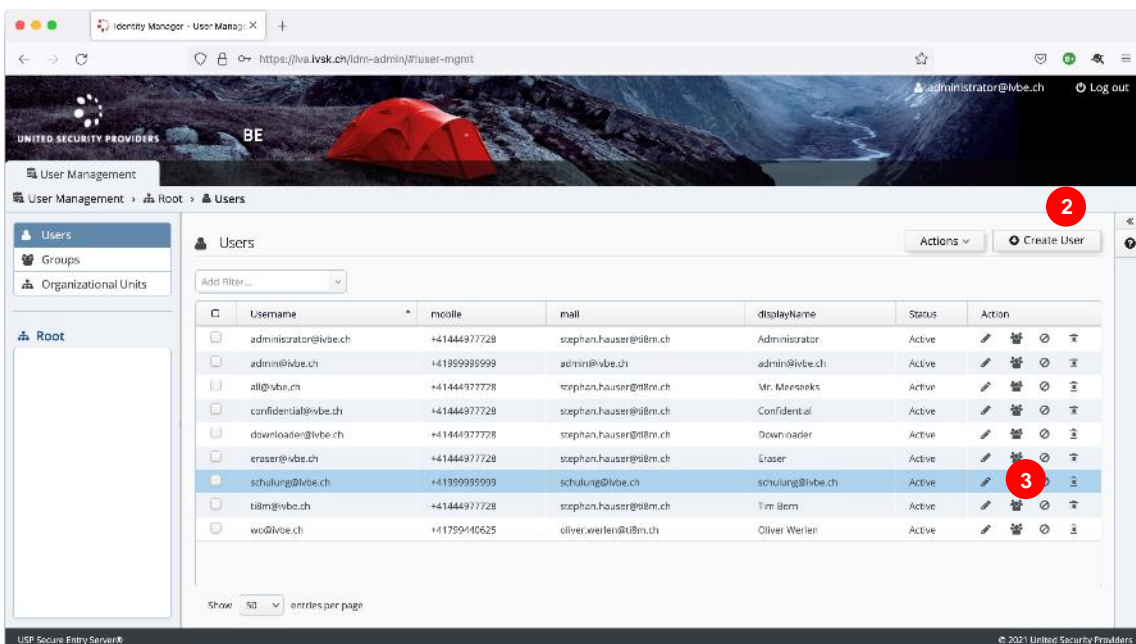 Identity Manager - User Manag
https://iva.ivsk.ch/idm-admin/#!user-mgmt
administrator@ivbe.ch Log out
UNITED SECURITY PROVIDERS BE
User Management
User Management › Root › Users
2
Users
Groups
Organizational Units
Root
Users Actions Create User
Add Filter...
Username mobile mail displayName Status Action
administrator@ivbe.ch +41444977728 stephan.hauser@ti8m.ch Administrator Active
admin@ivbe.ch +41999999999 admin@ivbe.ch admin@ivbe.ch Active
all@ivbe.ch +41444977728 stephan.hauser@ti8m.ch Mr. Meeseeks Active
confidential@ivbe.ch +41444977728 stephan.hauser@ti8m.ch Confidential Active
downloader@ivbe.ch +41444977728 stephan.hauser@ti8m.ch Downloader Active
eraser@ivbe.ch +41444977728 stephan.hauser@ti8m.ch Eraser Active
schulung@ivbe.ch +41999999999 schulung@ivbe.ch schulung@ivbe.ch Active
3
ti8m@ivbe.ch +41444977728 stephan.hauser@ti8m.ch Tim Bern Active
wo@ivbe.ch +41799440625 oliver.werlen@ti8m.ch Oliver Werlen Active
Show 50 entries per page
USP Secure Entry Server® © 2021 United Security Providers